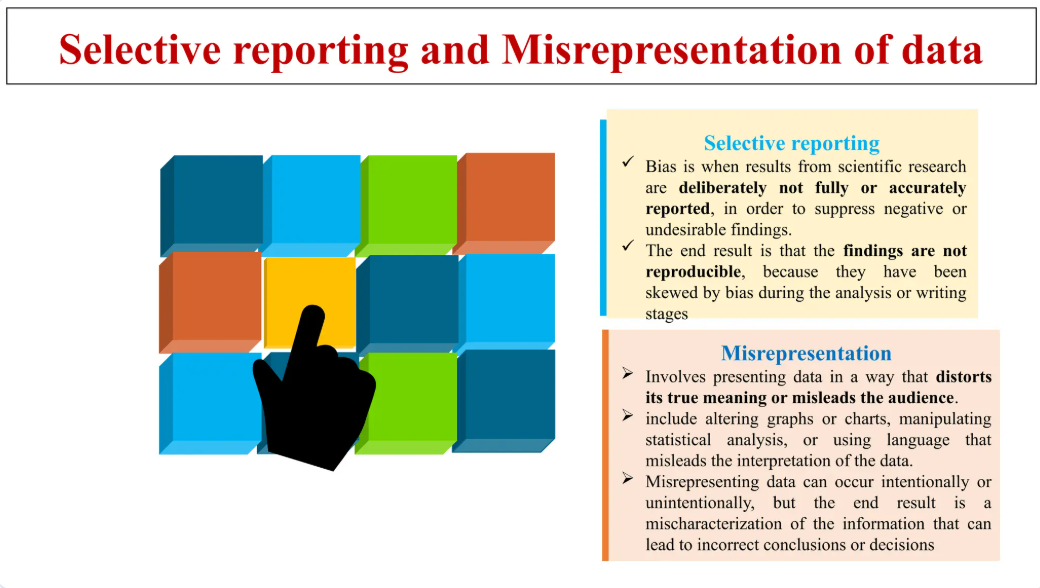 Selective reporting and Misrepresentation of data
Selective reporting
✓ Bias is when results from scientific research
are deliberately not fully or accurately
reported, in order to suppress negative or
undesirable findings.
✓ The end result is that the findings are not
reproducible, because they have been
skewed by bias during the analysis or writing
stages
Misrepresentation
➢ Involves presenting data in a way that distorts
its true meaning or misleads the audience.
➢ include altering graphs or charts, manipulating
statistical analysis, or using language that
misleads the interpretation of the data.
➢ Misrepresenting data can occur intentionally or
unintentionally, but the end result is a
mischaracterization of the information that can
lead to incorrect conclusions or decisions